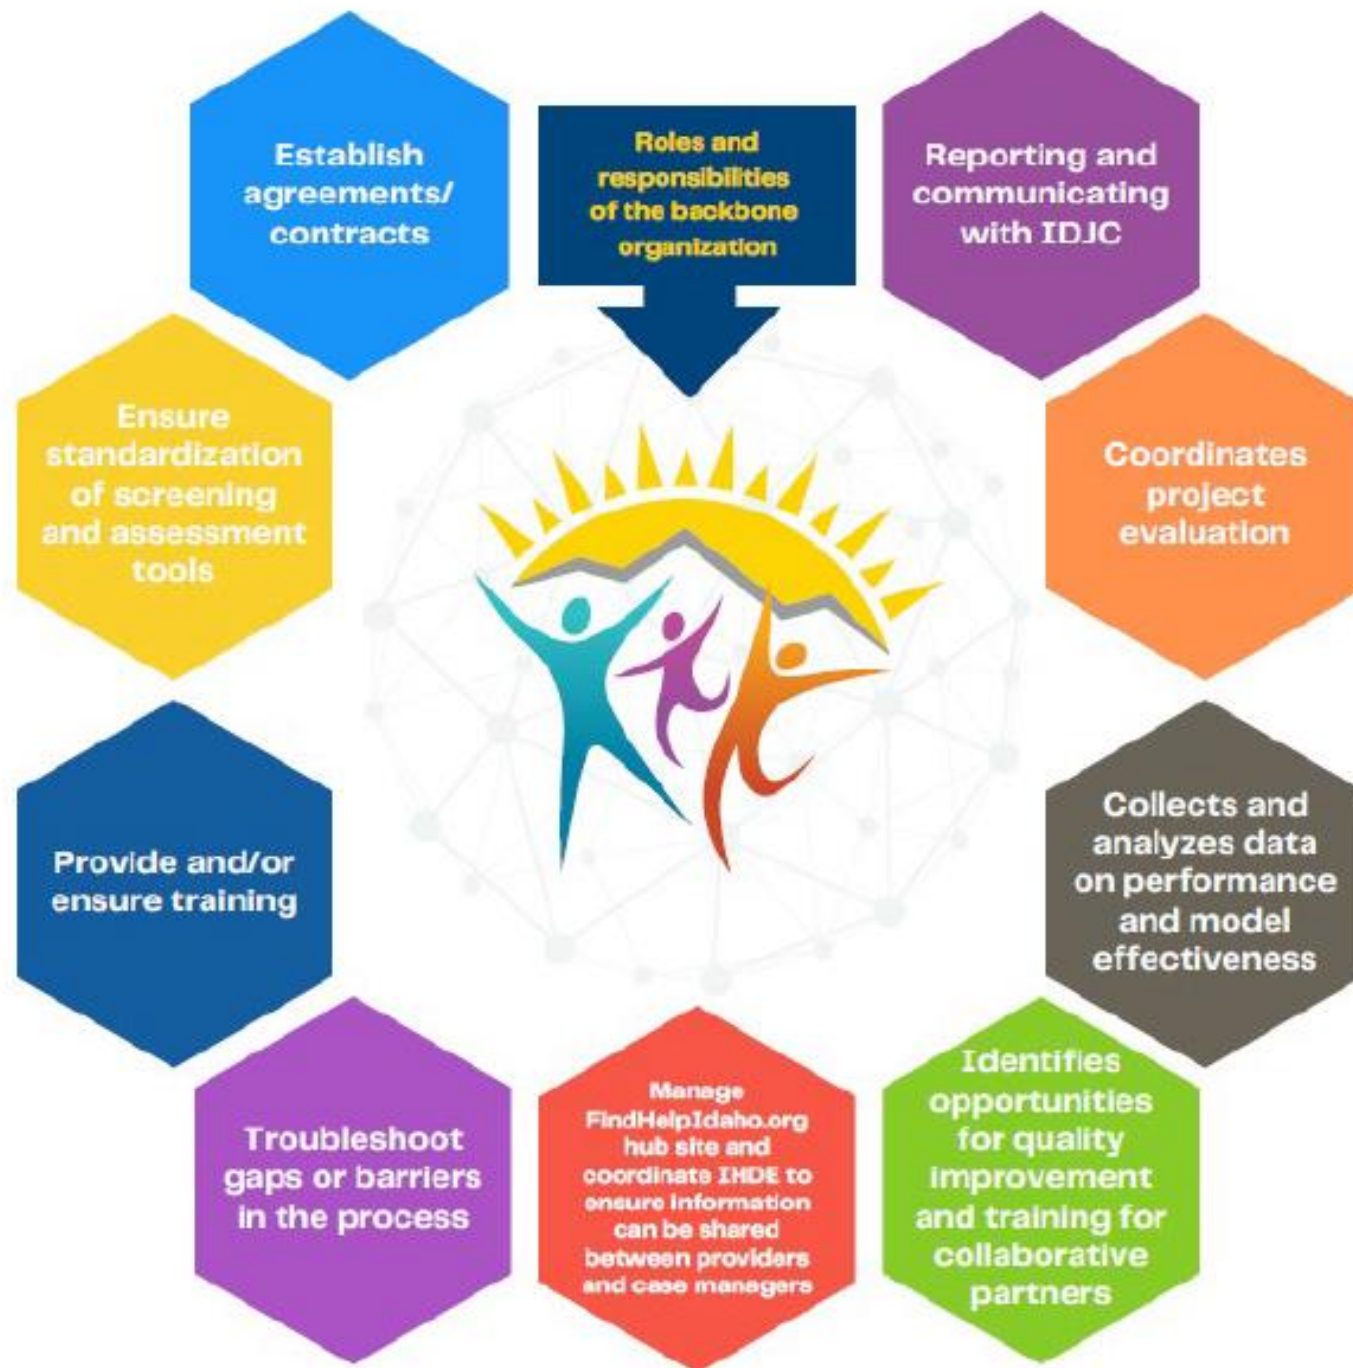 Roles and
responsibilities
of the backbone
organization
Reporting and
communicating
with IDJC
Coordinates
project
evaluation
Collects and
analyzes data
on performance
and model
effectiveness
Identifies
opportunities
for quality
improvement
and training for
collaborative
partners
Manage
FindHelpIdaho.org
hub site and
coordinate IHDE to
ensure information
can be shared
between providers
and case managers
Troubleshoot
gaps or barriers
in the process
Provide and/or
ensure training
Ensure
standardization
of screening
and assessment
tools
Establish
agreements/
contracts